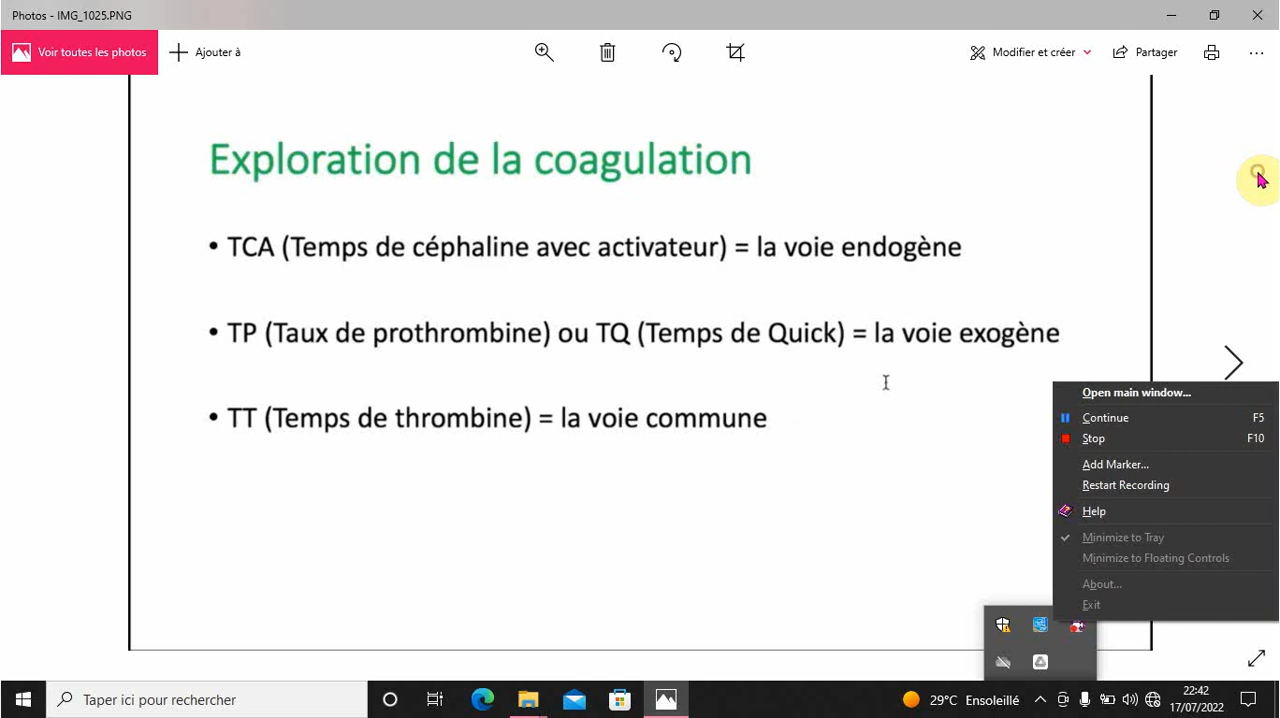 Photos - IMG_1025.PNG
Voir toutes les photos
Ajouter à
Modifier et créer
Partager
Exploration de la coagulation
• TCA (Temps de céphaline avec activateur) = la voie endogène
• TP (Taux de prothrombine) ou TQ (Temps de Quick) = la voie exogène
• TT (Temps de thrombine) = la voie commune
Open main window...
Continue F5
Stop F10
Add Marker...
Restart Recording
Help
Minimize to Tray
Minimize to Floating Controls
About...
Exit
Taper ici pour rechercher
29°C Ensoleillé
22:42
17/07/2022